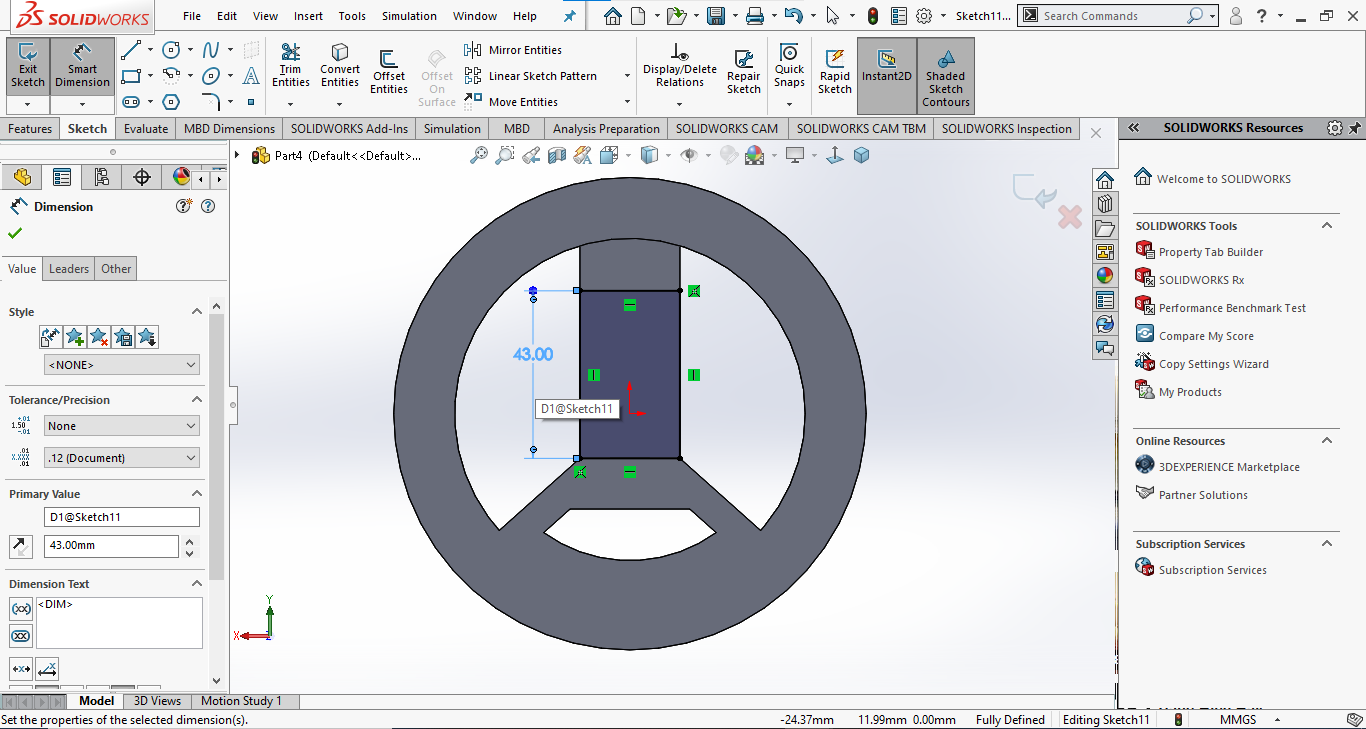 SOLIDWORKS File Edit View Insert Tools Simulation Window Help Sketch11... Search Commands ?
Exit Sketch
Smart Dimension
Trim Entities
Convert Entities
Offset Entities
Offset On Surface
Mirror Entities
Linear Sketch Pattern
Move Entities
Display/Delete Relations
Repair Sketch
Quick Snaps
Rapid Sketch
Instant2D
Shaded Sketch Contours
Features Sketch Evaluate MBD Dimensions SOLIDWORKS Add-Ins Simulation MBD Analysis Preparation SOLIDWORKS CAM SOLIDWORKS CAM TBM SOLIDWORKS Inspection
SOLIDWORKS Resources
Part4 (Default<<Default>...
Dimension
Value Leaders Other
Style
<NONE>
Tolerance/Precision
None
.12 (Document)
Primary Value
D1@Sketch11
43.00mm
Dimension Text
<DIM>
43.00
D1@Sketch11
Y
X
Welcome to SOLIDWORKS
SOLIDWORKS Tools
Property Tab Builder
SOLIDWORKS Rx
Performance Benchmark Test
Compare My Score
Copy Settings Wizard
My Products
Online Resources
3DEXPERIENCE Marketplace
Partner Solutions
Subscription Services
Subscription Services
Model 3D Views Motion Study 1
Set the properties of the selected dimension(s). -24.37mm 11.99mm 0.00mm Fully Defined Editing Sketch11 MMGS